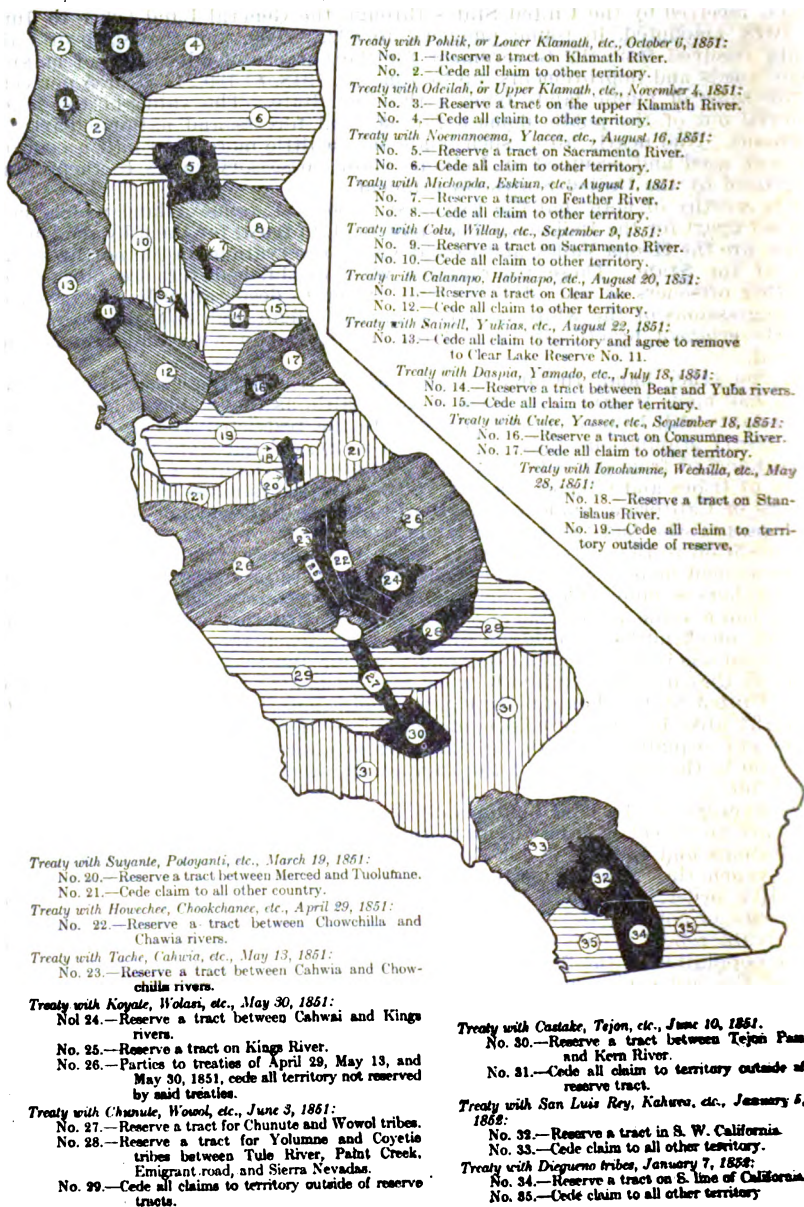 Treaty with Pohlik, or Lower Klamath, etc., October 6, 1851:
No. 1.—Reserve a tract on Klamath River.
No. 2.—Cede all claim to other territory.
Treaty with Odeilah, or Upper Klamath, etc., November 4, 1851:
No. 3.—Reserve a tract on the upper Klamath River.
No. 4.—Cede all claim to other territory.
Treaty with Noemanoema, Ylacca, etc., August 16, 1851:
No. 5.—Reserve a tract on Sacramento River.
No. 6.—Cede all claim to other territory.
Treaty with Michopda, Eskiun, etc., August 1, 1851:
No. 7.—Reserve a tract on Feather River.
No. 8.—Cede all claim to other territory.
Treaty with Colu, Willay, etc., September 9, 1851:
No. 9.—Reserve a tract on Sacramento River.
No. 10.—Cede all claim to other territory.
Treaty with Calanapo, Habinapo, etc., August 20, 1851:
No. 11.—Reserve a tract on Clear Lake.
No. 12.—Cede all claim to other territory.
Treaty with Sainell, Yukias, etc., August 22, 1851:
No. 13.—Cede all claim to territory and agree to remove
to Clear Lake Reserve No. 11.
Treaty with Daspia, Yamado, etc., July 18, 1851:
No. 14.—Reserve a tract between Bear and Yuba rivers.
No. 15.—Cede all claim to other territory.
Treaty with Culee, Yassee, etc., September 18, 1851:
No. 16.—Reserve a tract on Consumnes River.
No. 17.—Cede all claim to other territory.
Treaty with Ionohumne, Wechilla, etc., May
28, 1851:
No. 18.—Reserve a tract on Stan-
islaus River.
No. 19.—Cede all claim to terri-
tory outside of reserve.
2
3
4
1
2
6
5
10
7
8
13
9
14
15
11
12
17
16
19
18
21
20
21
26
23
22
24
26
25
28
29
29
27
31
30
31
33
32
35
34
35
Treaty with Suyante, Potoyanti, etc., March 19, 1851:
No. 20.—Reserve a tract between Merced and Tuolumne.
No. 21.—Cede claim to all other country.
Treaty with Howechee, Chookchanee, etc., April 29, 1851:
No. 22.—Reserve a tract between Chowchilla and
Chawia rivers.
Treaty with Tache, Cahwia, etc., May 13, 1851:
No. 23.—Reserve a tract between Cahwia and Chow-
chilla rivers.
Treaty with Koyate, Wolasi, etc., May 30, 1851:
Nol 24.—Reserve a tract between Cahwai and Kings
rivers.
No. 25.—Reserve a tract on Kings River.
No. 26.—Parties to treaties of April 29, May 13, and
May 30, 1851, cede all territory not reserved
by said treaties.
Treaty with Chunute, Wowol, etc., June 3, 1851:
No. 27.—Reserve a tract for Chunute and Wowol tribes.
No. 28.—Reserve a tract for Yolumne and Coyetie
tribes between Tule River, Paint Creek,
Emigrant road, and Sierra Nevadas.
No. 29.—Cede all claims to territory outside of reserve
tracts.
Treaty with Castake, Tejon, etc., June 10, 1851.
No. 30.—Reserve a tract between Tejon Pass
and Kern River.
No. 31.—Cede all claim to territory outside of
reserve tract.
Treaty with San Luis Rey, Kahwea, etc., January 5,
1852:
No. 32.—Reserve a tract in S. W. California.
No. 33.—Cede all claim to other territory.
Treaty with Diegueno tribes, January 7, 1852:
No. 34.—Reserve a tract on S. line of California.
No. 35.—Cede claim to all other territory